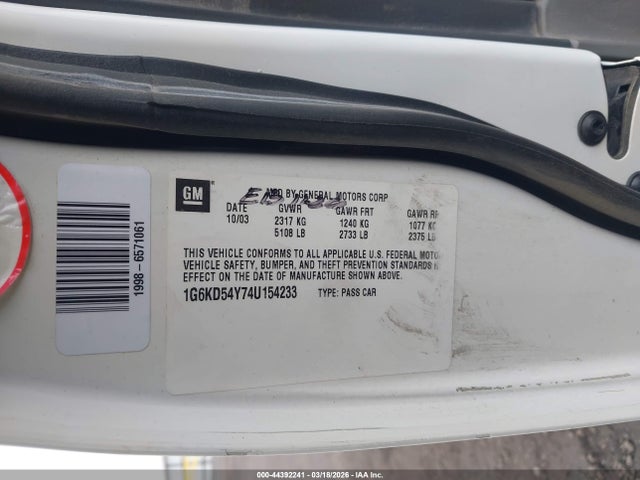 1998 - 6571061
GM
MFD BY GENERAL MOTORS CORP
DATE GVWR GAWR FRT GAWR
10/03 2317 KG 1240 KG 1077 KG
5108 LB 2733 LB 2375 LB
THIS VEHICLE CONFORMS TO ALL APPLICABLE U.S. FEDERAL MOTO
VEHICLE SAFETY, BUMPER, AND THEFT PREVENTION STANDARDS
EFFECT ON THE DATE OF MANUFACTURE SHOWN ABOVE.
1G6KD54Y74U154233 TYPE: PASS CAR
000-44392241 - 03/18/2026 - IAA Inc.